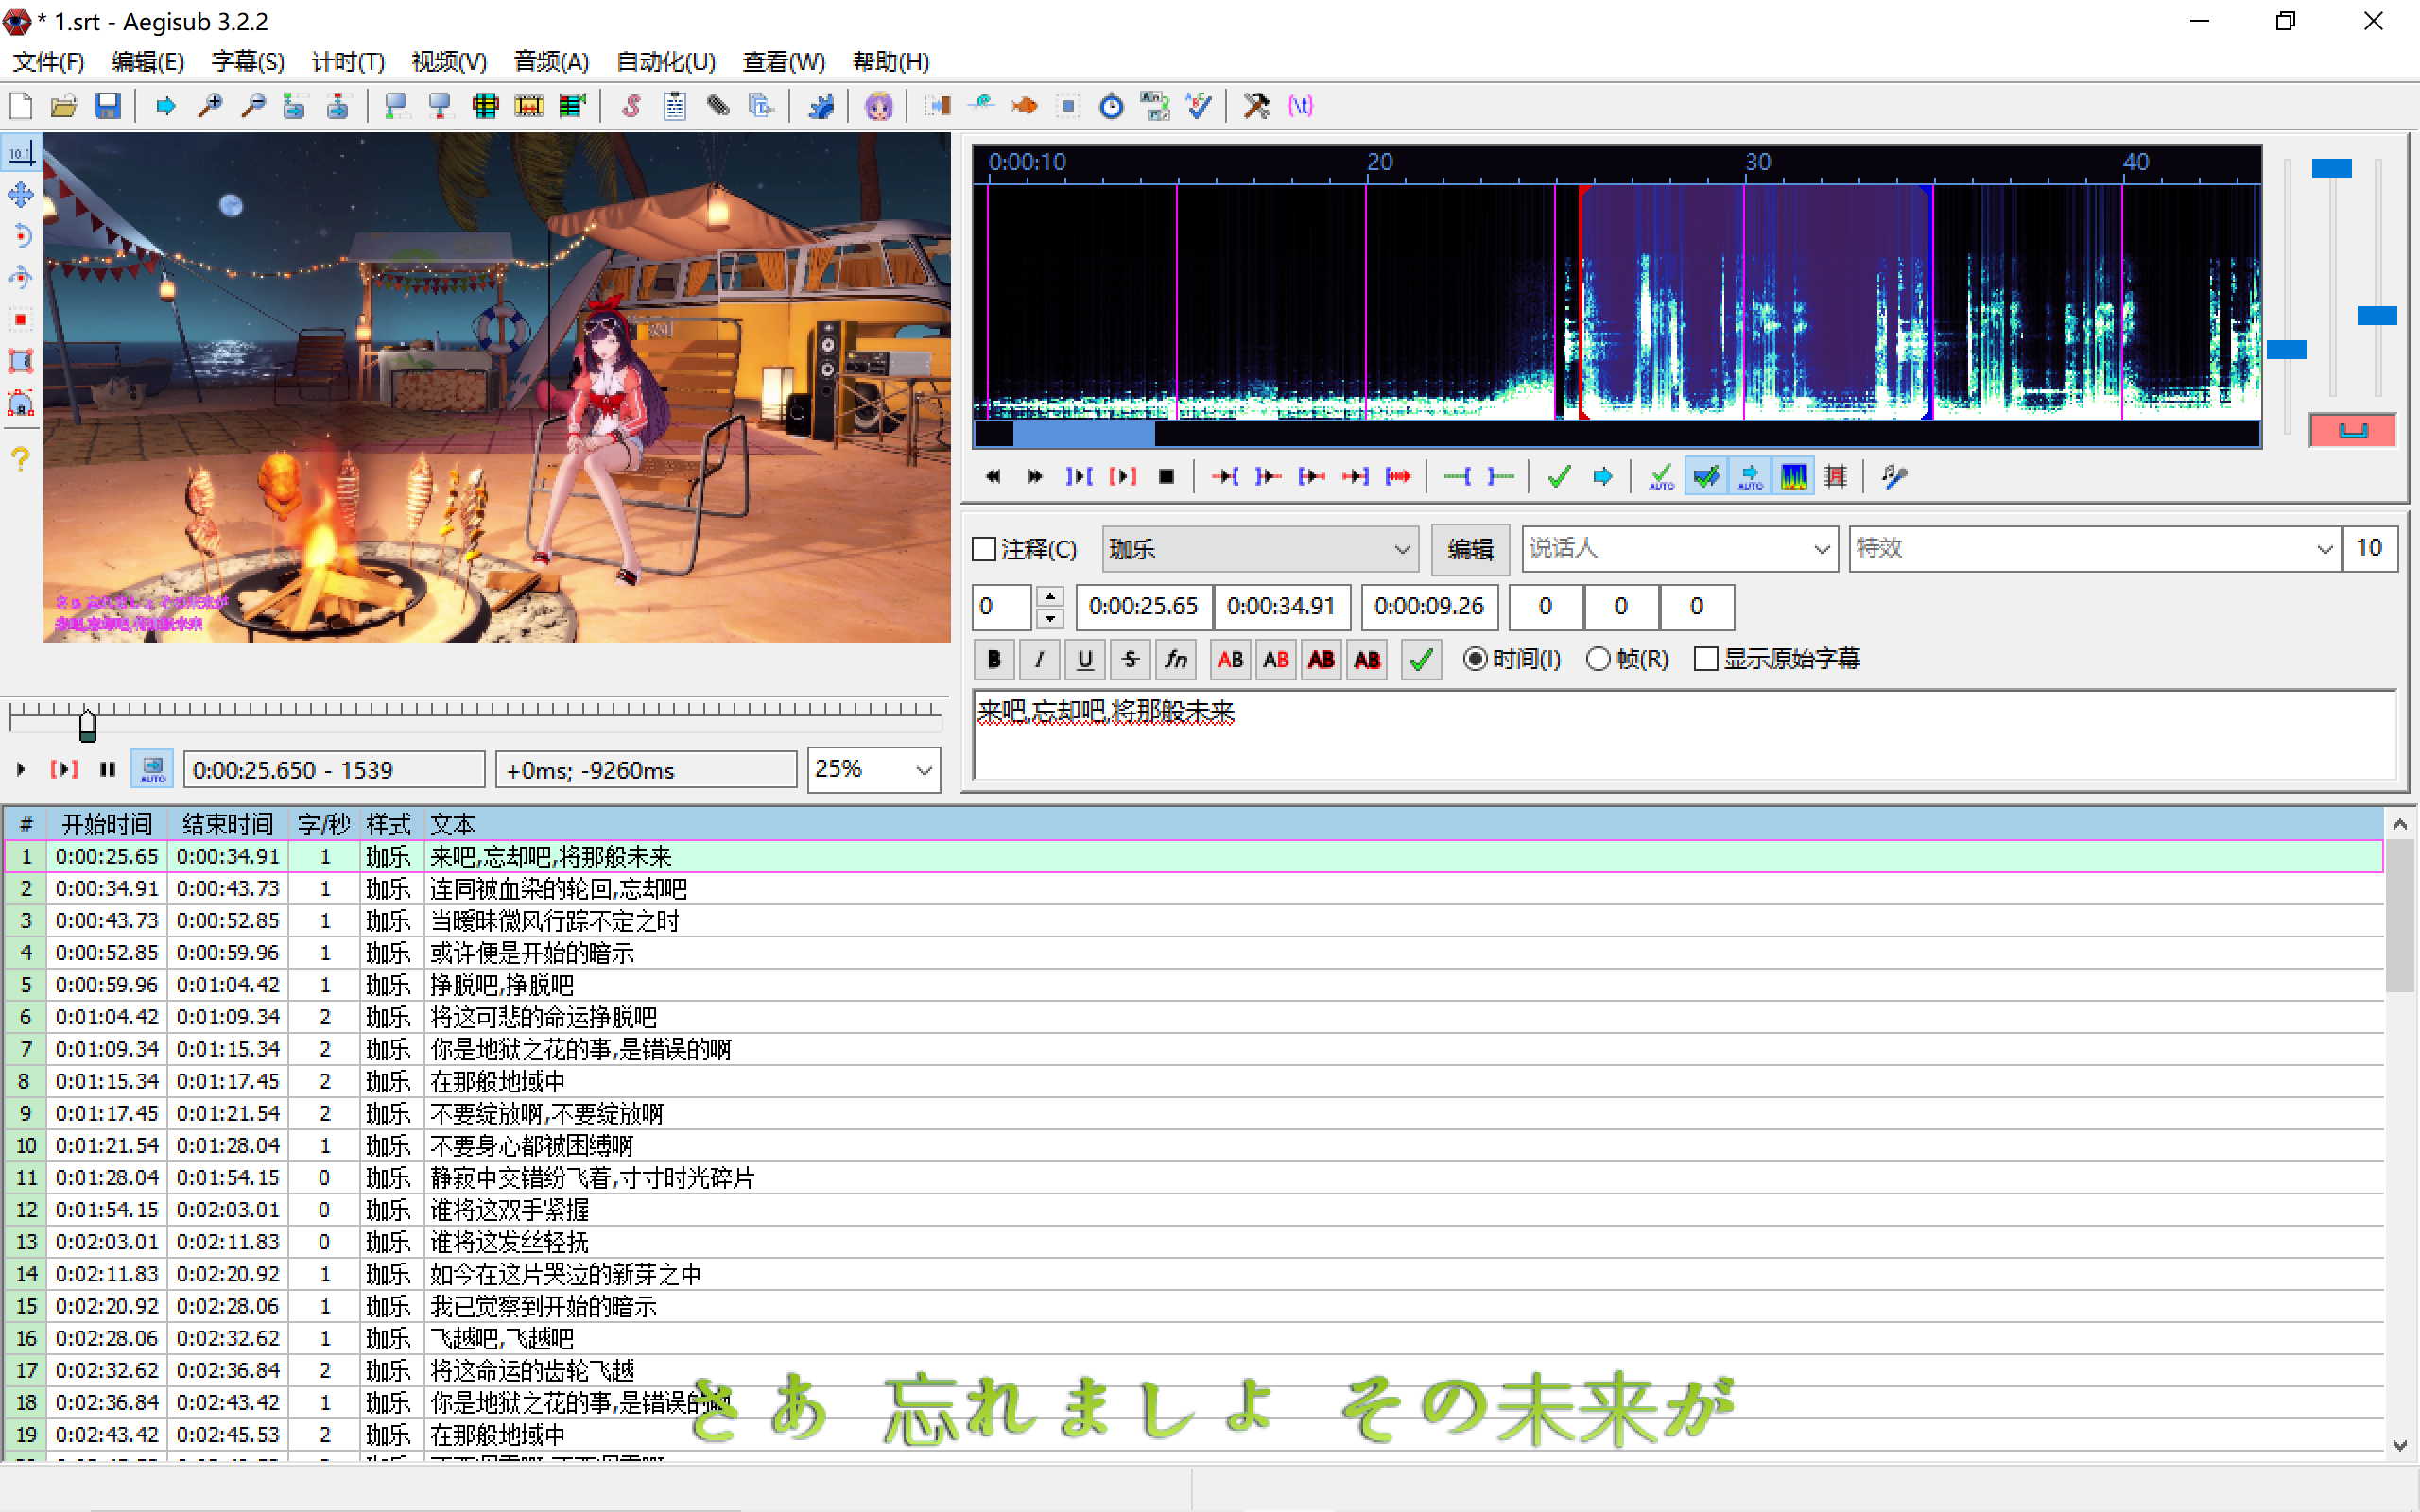 * 1.srt - Aegisub 3.2.2
文件(F) 编辑(E) 字幕(S) 计时(T) 视频(V) 音频(A) 自动化(U) 查看(W) 帮助(H)
0:00:10 20 30 40
さあ 忘れましょ その未来が
来吧,忘却吧,将那般未来
注释(C) 珈乐 编辑 说话人 特效 10
0 0:00:25.65 0:00:34.91 0:00:09.26 0 0 0
B I U S fn AB AB AB AB 时间(I) 帧(R) 显示原始字幕
来吧,忘却吧,将那般未来
AUTO 0:00:25.650 - 1539 +0ms; -9260ms 25%
# 开始时间 结束时间 字/秒 样式 文本
1 0:00:25.65 0:00:34.91 1 珈乐 来吧,忘却吧,将那般未来
2 0:00:34.91 0:00:43.73 1 珈乐 连同被血染的轮回,忘却吧
3 0:00:43.73 0:00:52.85 1 珈乐 当暧昧微风行踪不定之时
4 0:00:52.85 0:00:59.96 1 珈乐 或许便是开始的暗示
5 0:00:59.96 0:01:04.42 1 珈乐 挣脱吧,挣脱吧
6 0:01:04.42 0:01:09.34 2 珈乐 将这可悲的命运挣脱吧
7 0:01:09.34 0:01:15.34 2 珈乐 你是地狱之花的事,是错误的啊
8 0:01:15.34 0:01:17.45 2 珈乐 在那般地域中
9 0:01:17.45 0:01:21.54 2 珈乐 不要绽放啊,不要绽放啊
10 0:01:21.54 0:01:28.04 1 珈乐 不要身心都被困缚啊
11 0:01:28.04 0:01:54.15 0 珈乐 静寂中交错纷飞着,寸寸时光碎片
12 0:01:54.15 0:02:03.01 0 珈乐 谁将这双手紧握
13 0:02:03.01 0:02:11.83 0 珈乐 谁将这发丝轻抚
14 0:02:11.83 0:02:20.92 1 珈乐 如今在这片哭泣的新芽之中
15 0:02:20.92 0:02:28.06 1 珈乐 我已觉察到开始的暗示
16 0:02:28.06 0:02:32.62 1 珈乐 飞越吧,飞越吧
17 0:02:32.62 0:02:36.84 2 珈乐 将这命运的齿轮飞越
18 0:02:36.84 0:02:43.42 1 珈乐 你是地狱之花的事,是错误的啊
19 0:02:43.42 0:02:45.53 2 珈乐 在那般地域中
さあ 忘れましょ その未来が